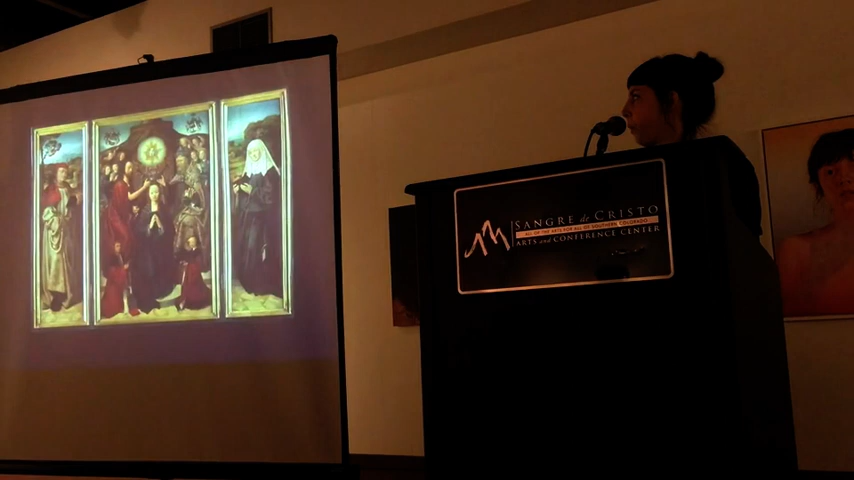 SANGRE de CRISTO
ALL OF THE ARTS FOR ALL OF SOUTHERN COLORADO
ARTS and CONFERENCE CENTER